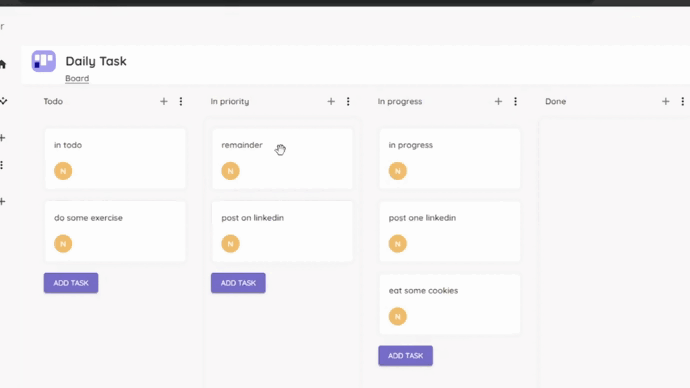 r
Daily Task
Board
Todo
In priority
In progress
Done
in todo
N
do some exercise
N
ADD TASK
remainder
N
post on linkedin
N
ADD TASK
in progress
N
post one linkedin
N
eat some cookies
N
ADD TASK